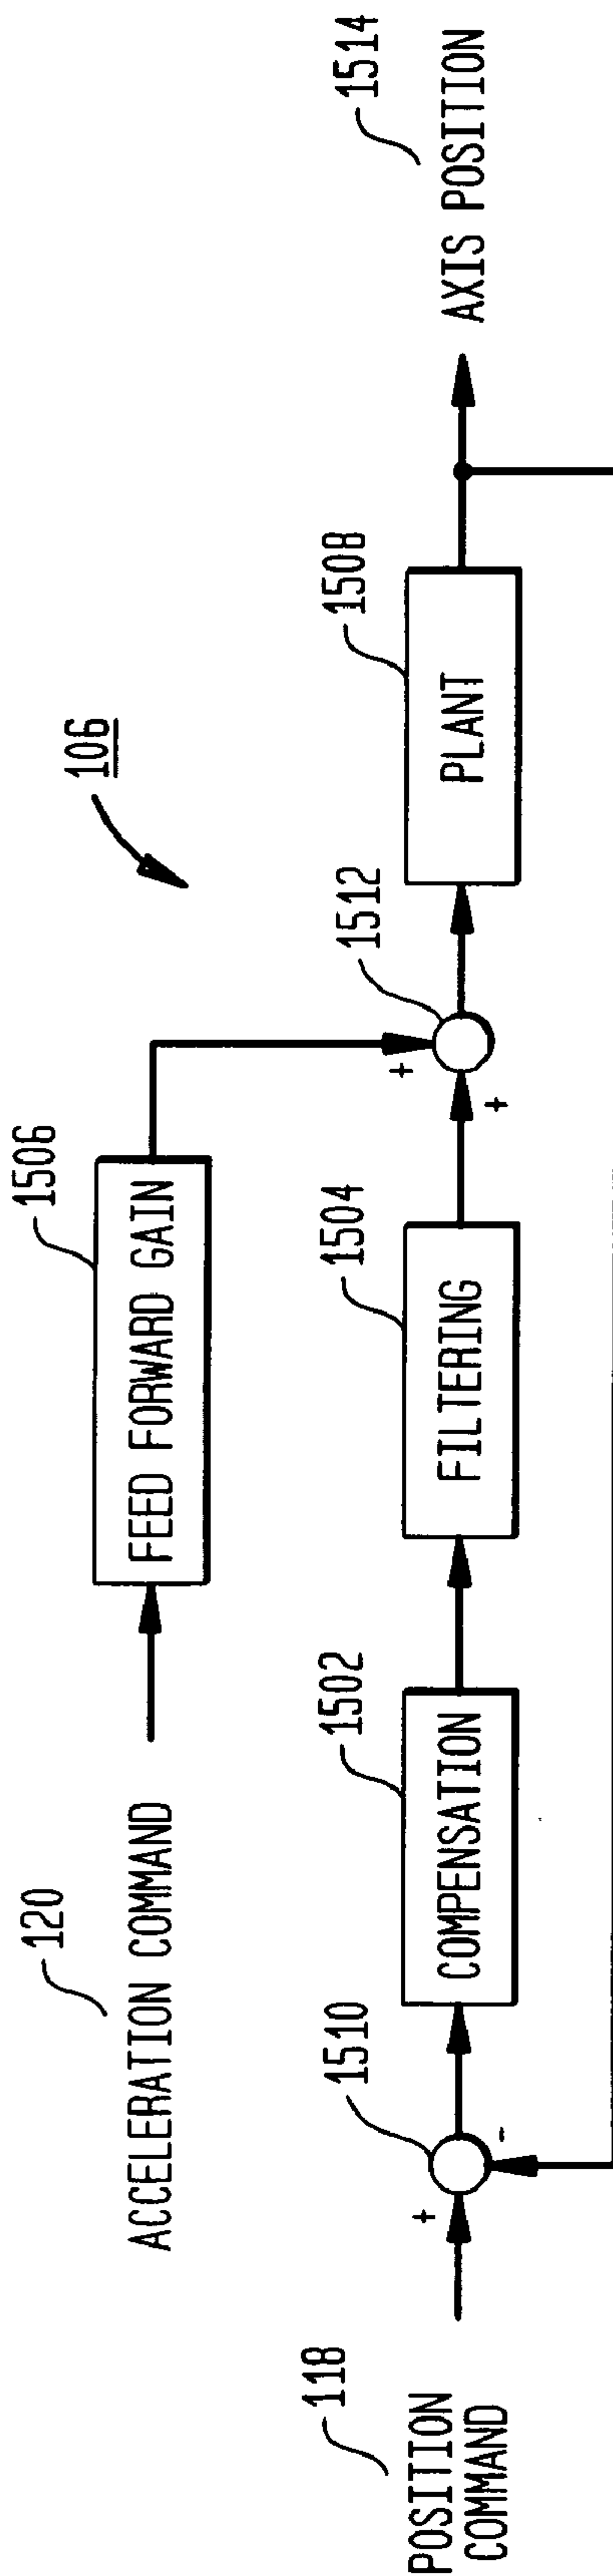 106
120
ACCELERATION COMMAND
1506
FEED FORWARD GAIN
118
POSITION
COMMAND
+
-
1510
1502
COMPENSATION
1504
FILTERING
+
+
1512
1508
PLANT
1514
AXIS POSITION